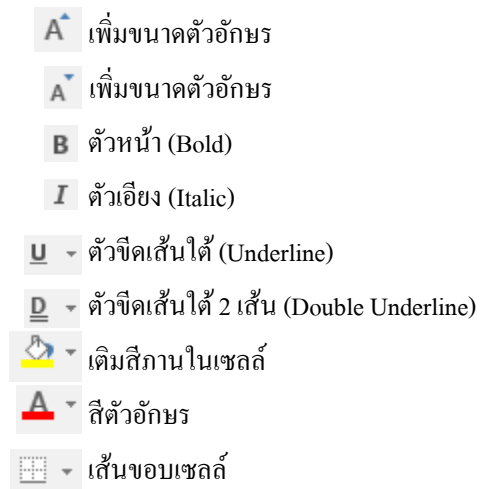 A เพิ่มขนาดตัวอักษร
A เพิ่มขนาดตัวอักษร
B ตัวหน้า (Bold)
I ตัวเอียง (Italic)
U ตัวขีดเส้นใต้ (Underline)
D ตัวขีดเส้นใต้ 2 เส้น (Double Underline)
เติมสีภานในเซลล์
A สีตัวอักษร
เส้นขอบเซลล์